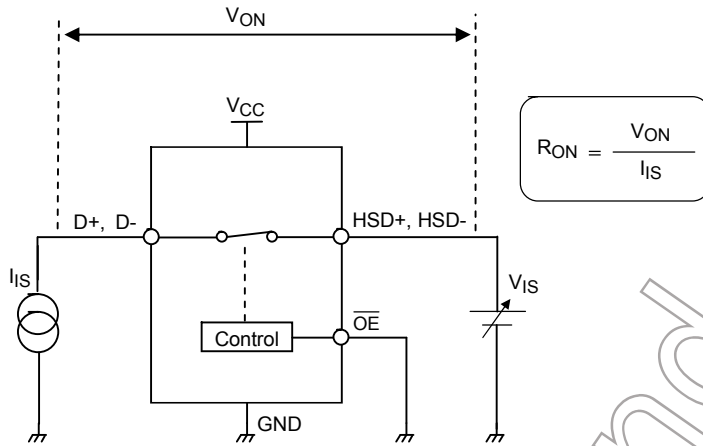 VON
VCC
RON = VON / IIS
D+, D-
HSD+, HSD-
IIS
VIS
OE
Control
GND